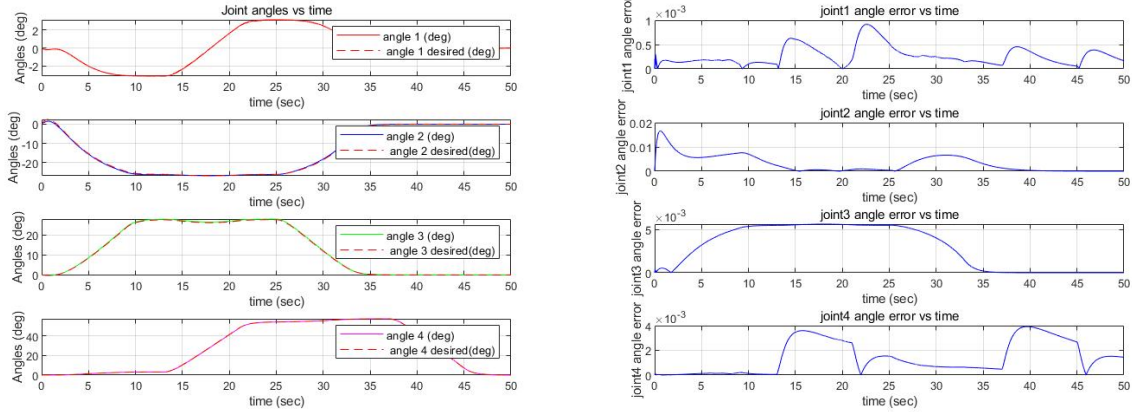 Joint angles vs time
Angles (deg)
2
0
-2
angle 1 (deg)
angle 1 desired (deg)
0 5 10 15 20 25 30 35 40 45 50
time (sec)
Angles (deg)
0
-20
angle 2 (deg)
angle 2 desired(deg)
0 5 10 15 20 25 30 35 40 45 50
time (sec)
Angles (deg)
20
0
angle 3 (deg)
angle 3 desired(deg)
0 5 10 15 20 25 30 35 40 45 50
time (sec)
Angles (deg)
40
20
0
angle 4 (deg)
angle 4 desired(deg)
0 5 10 15 20 25 30 35 40 45 50
time (sec)
×10-3
joint1 angle error vs time
joint1 angle error
1
0.5
0
0 5 10 15 20 25 30 35 40 45 50
time (sec)
joint2 angle error vs time
joint2 angle error
0.02
0.01
0
0 5 10 15 20 25 30 35 40 45 50
time (sec)
×10-3
joint3 angle error vs time
joint3 angle error
5
0
0 5 10 15 20 25 30 35 40 45 50
time (sec)
×10-3
joint4 angle error vs time
joint4 angle error
4
2
0
0 5 10 15 20 25 30 35 40 45 50
time (sec)